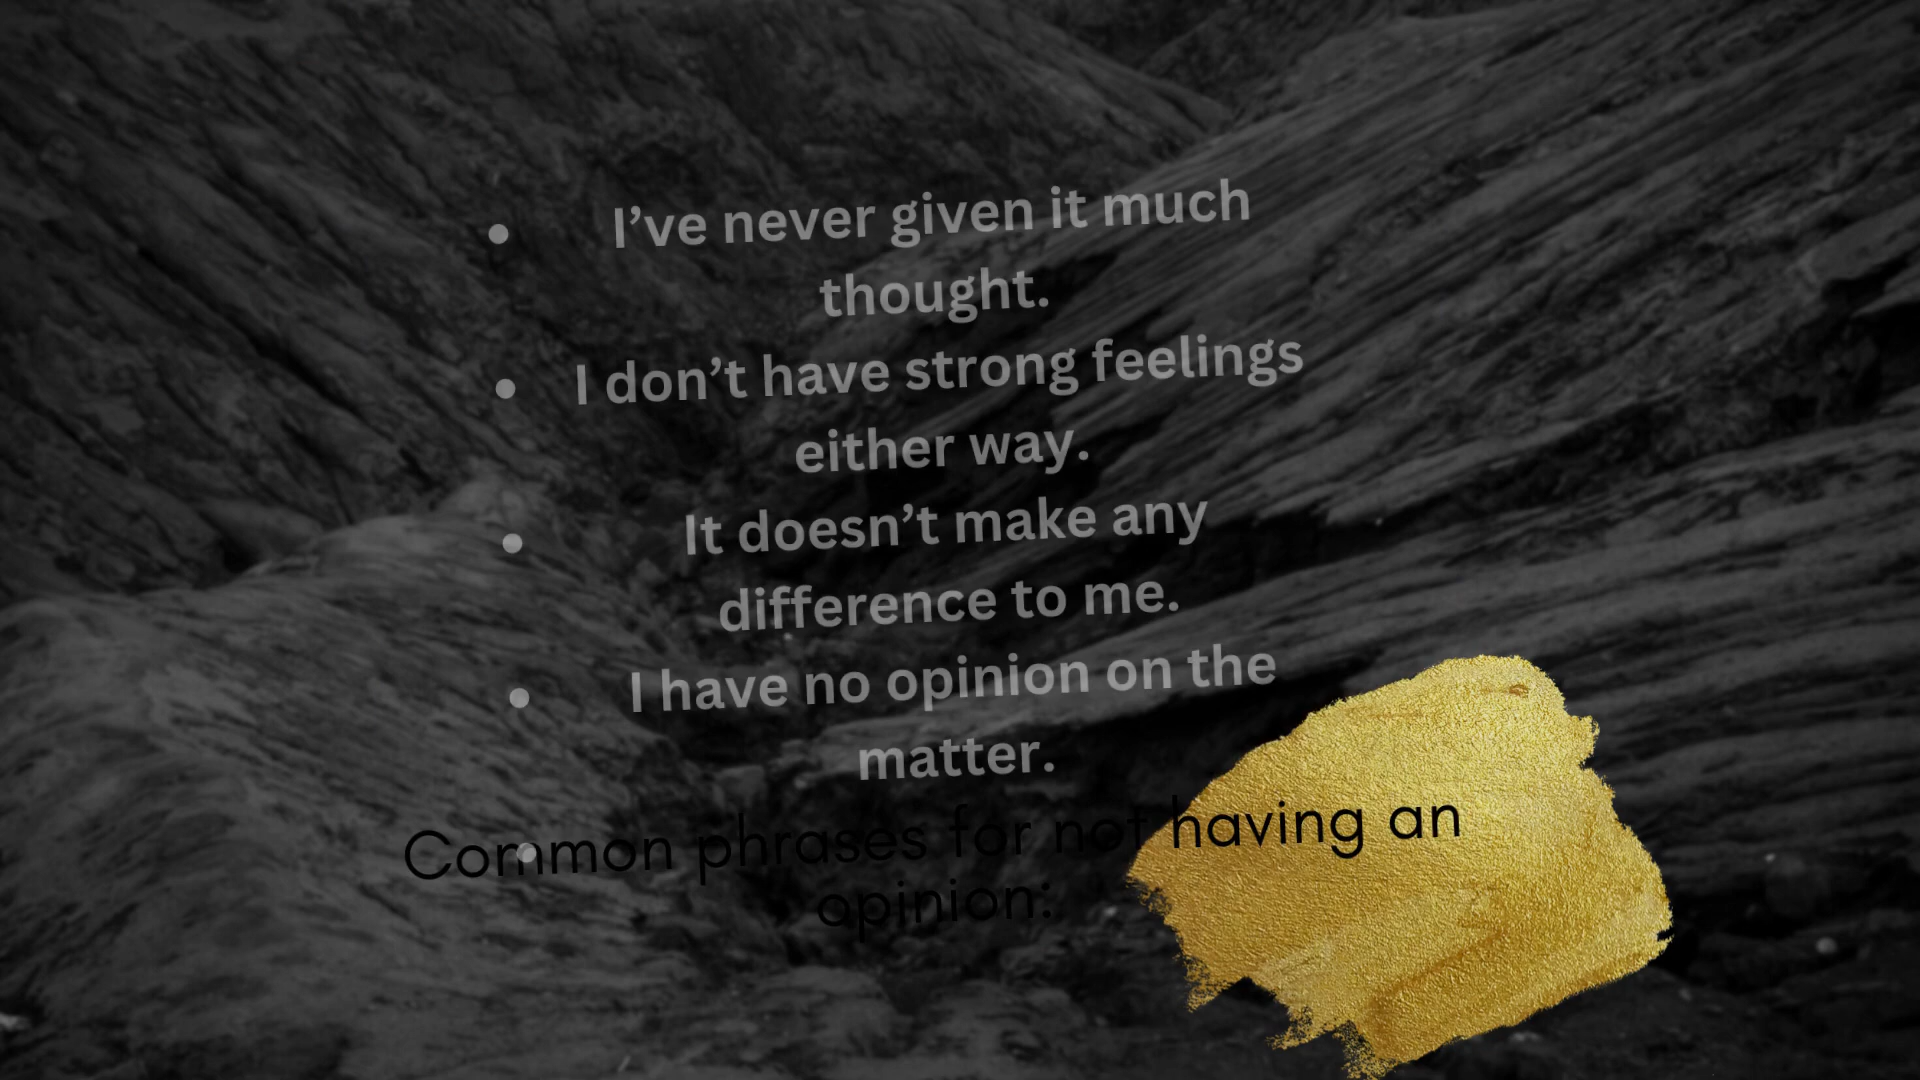 • I’ve never given it much
thought.
• I don’t have strong feelings
either way.
• It doesn’t make any
difference to me.
• I have no opinion on the
matter.
•
Common phrases for not having an
opinion: